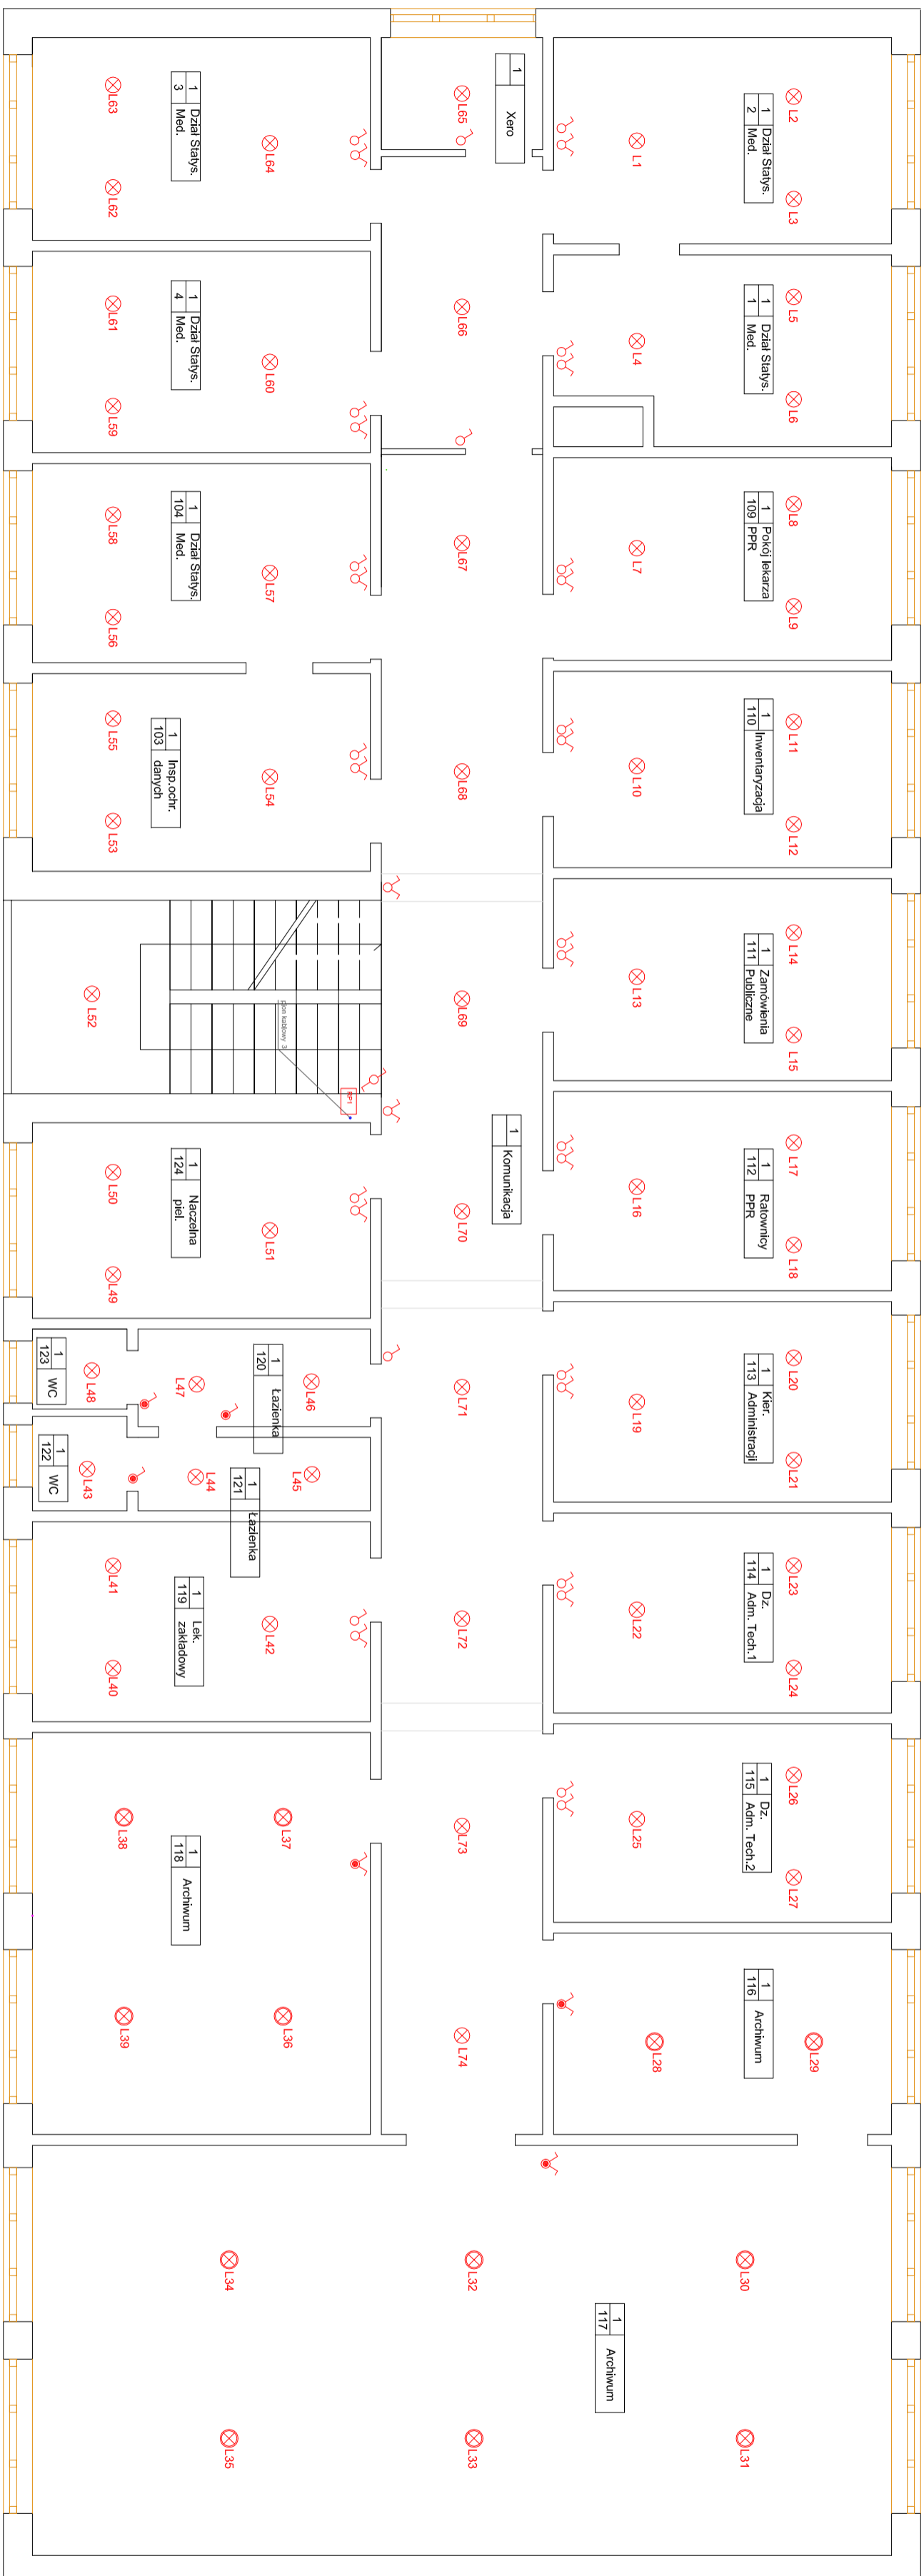 L2
L1
L3
1 Dział Statys.
2 Med.
L5
L4
L6
1 Dział Statys.
1 Med.
L8
L7
L9
1 Pokój lekarza
109 PPR
L11
L10
L12
1
110 Inwentaryzacja
L14
L13
L15
1 Zamówienia
111 Publiczne
L17
L16
L18
1 Ratownicy
112 PPR
L20
L19
L21
1 Kier.
113 Administracji
L23
L22
L24
1 Dz.
114 Adm. Tech.1
L26
L25
L27
1 Dz.
115 Adm. Tech.2
L29
L28
1
116 Archiwum
L30
L31
L32
L33
L34
L35
1
117 Archiwum
1
Xero
L65
L66
L67
L68
L69
1
Komunikacja
L70
L71
L72
L73
L74
L63
L64
L62
1 Dział Statys.
3 Med.
L61
L60
L59
1 Dział Statys.
4 Med.
L58
L57
L56
1 Dział Statys.
104 Med.
L55
L54
L53
1 Insp.ochr.
103 danych
L52
pion kablowy 3
RP1
L50
L51
L49
1 Naczelna
124 piel.
L48
1
123 WC
L47
L46
1
120 Łazienka
L43
1
122 WC
L44
L45
1
121 Łazienka
L41
L42
L40
1 Lek.
119 zakładowy
L38
L37
L39
L36
1
118 Archiwum